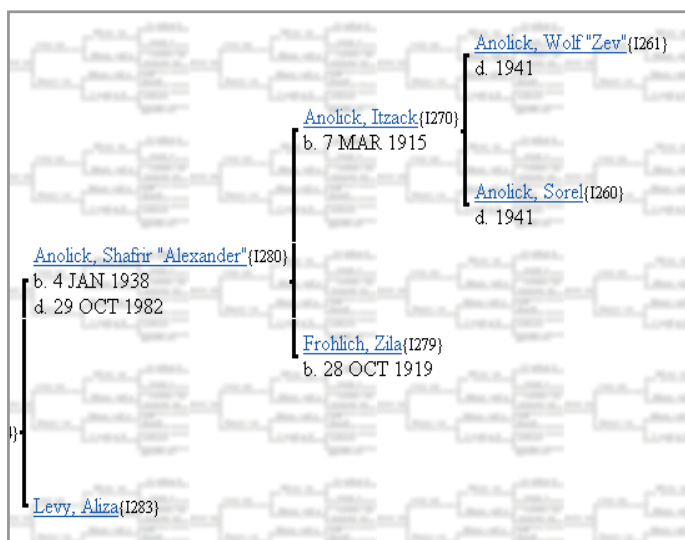 Anolick, Wolf "Zev"{I261}
d. 1941
Anolick, Itzack{I270}
b. 7 MAR 1915
Anolick, Sorel{I260}
d. 1941
Anolick, Shafrir "Alexander"{I280}
b. 4 JAN 1938
d. 29 OCT 1982
Frohlich, Zila{I279}
b. 28 OCT 1919
4}
Levy, Aliza{I283}